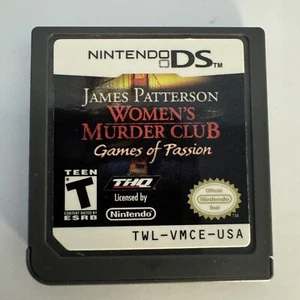 NINTENDO DS™
JAMES PATTERSON
WOMEN'S
MURDER CLUB
Games of Passion
TEEN
T
CONTENT RATED BY
ESRB
THQ
Licensed by
Nintendo
Official
Nintendo
Seal
TWL-VMCE-USA